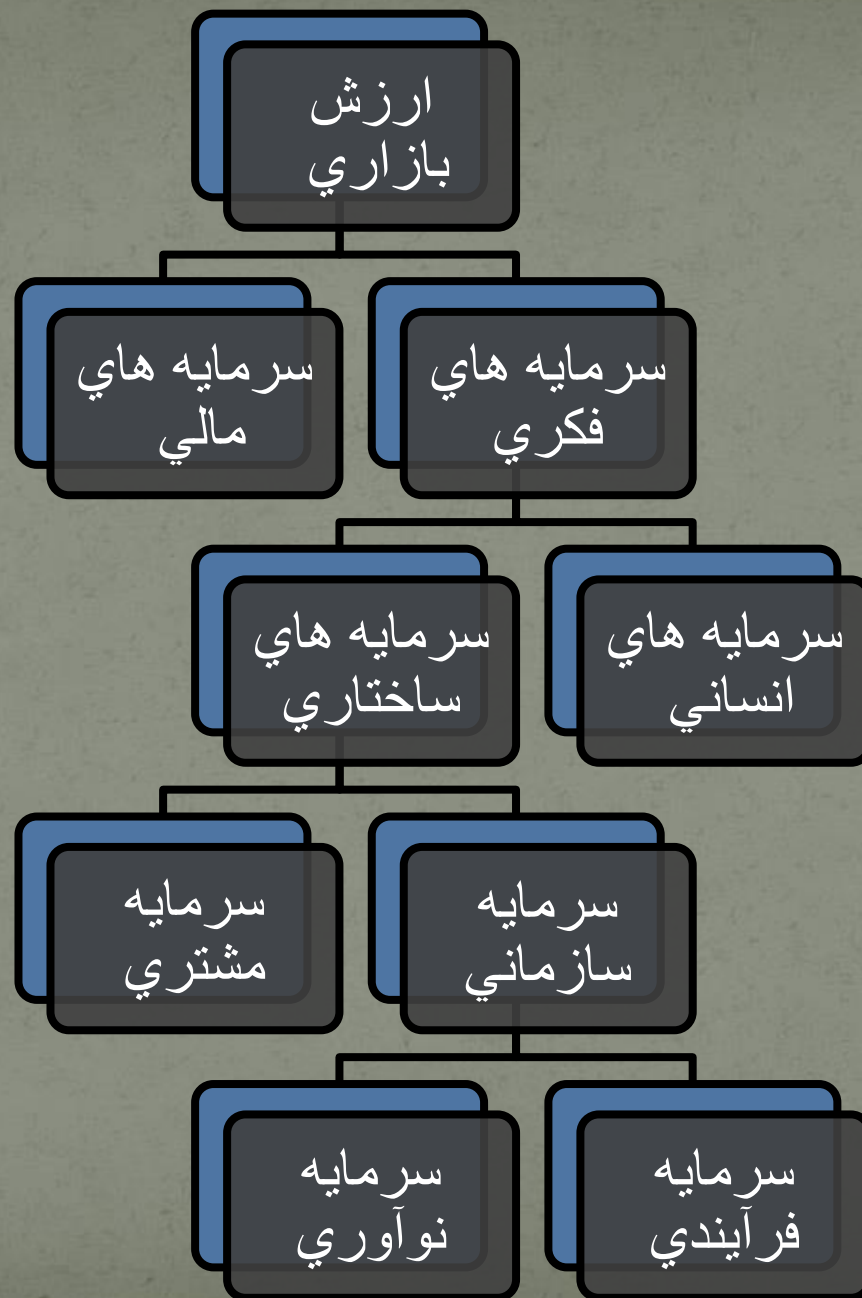 ارزش
بازاري
سرمايه هاي
فكري
سرمايه هاي
مالي
سرمايه هاي
انساني
سرمايه هاي
ساختاري
سرمايه
سازماني
سرمايه
مشتري
سرمايه
فرآيندي
سرمايه
نوآوري